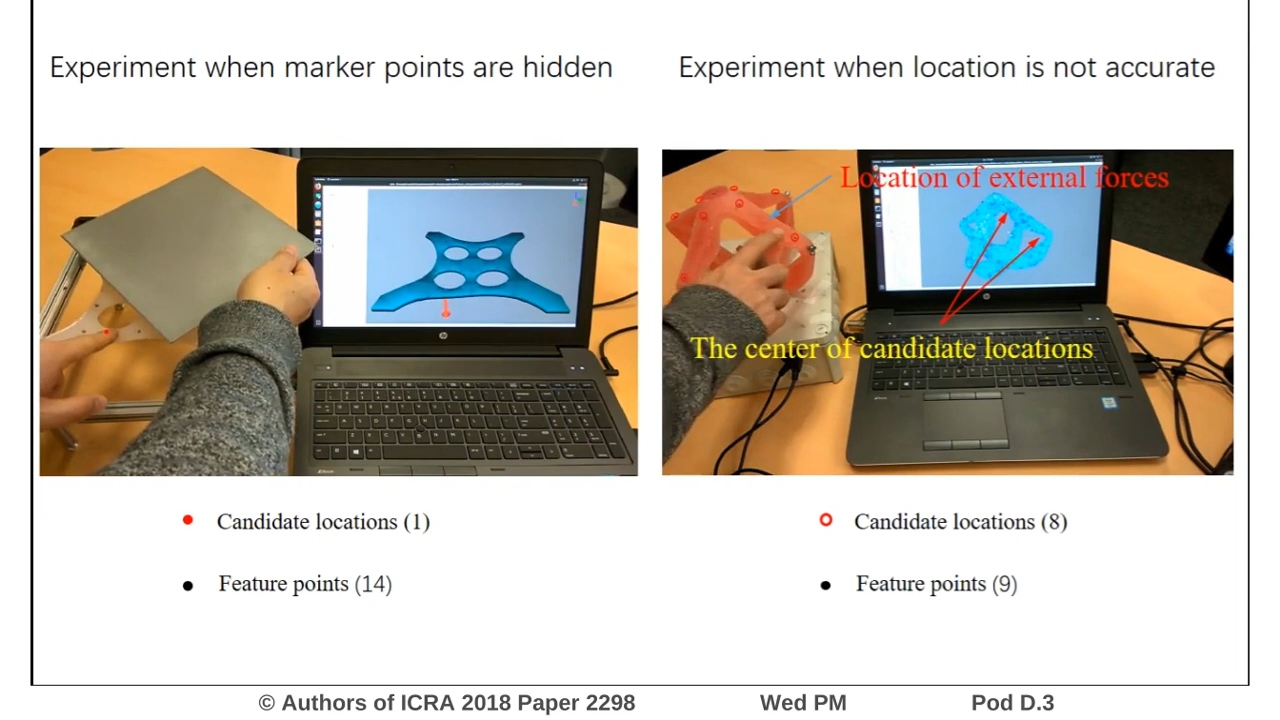 Experiment when marker points are hidden
Experiment when location is not accurate
Location of external forces
The center of candidate locations
Candidate locations (1)
Feature points (14)
Candidate locations (8)
Feature points (9)
© Authors of ICRA 2018 Paper 2298
Wed PM
Pod D.3